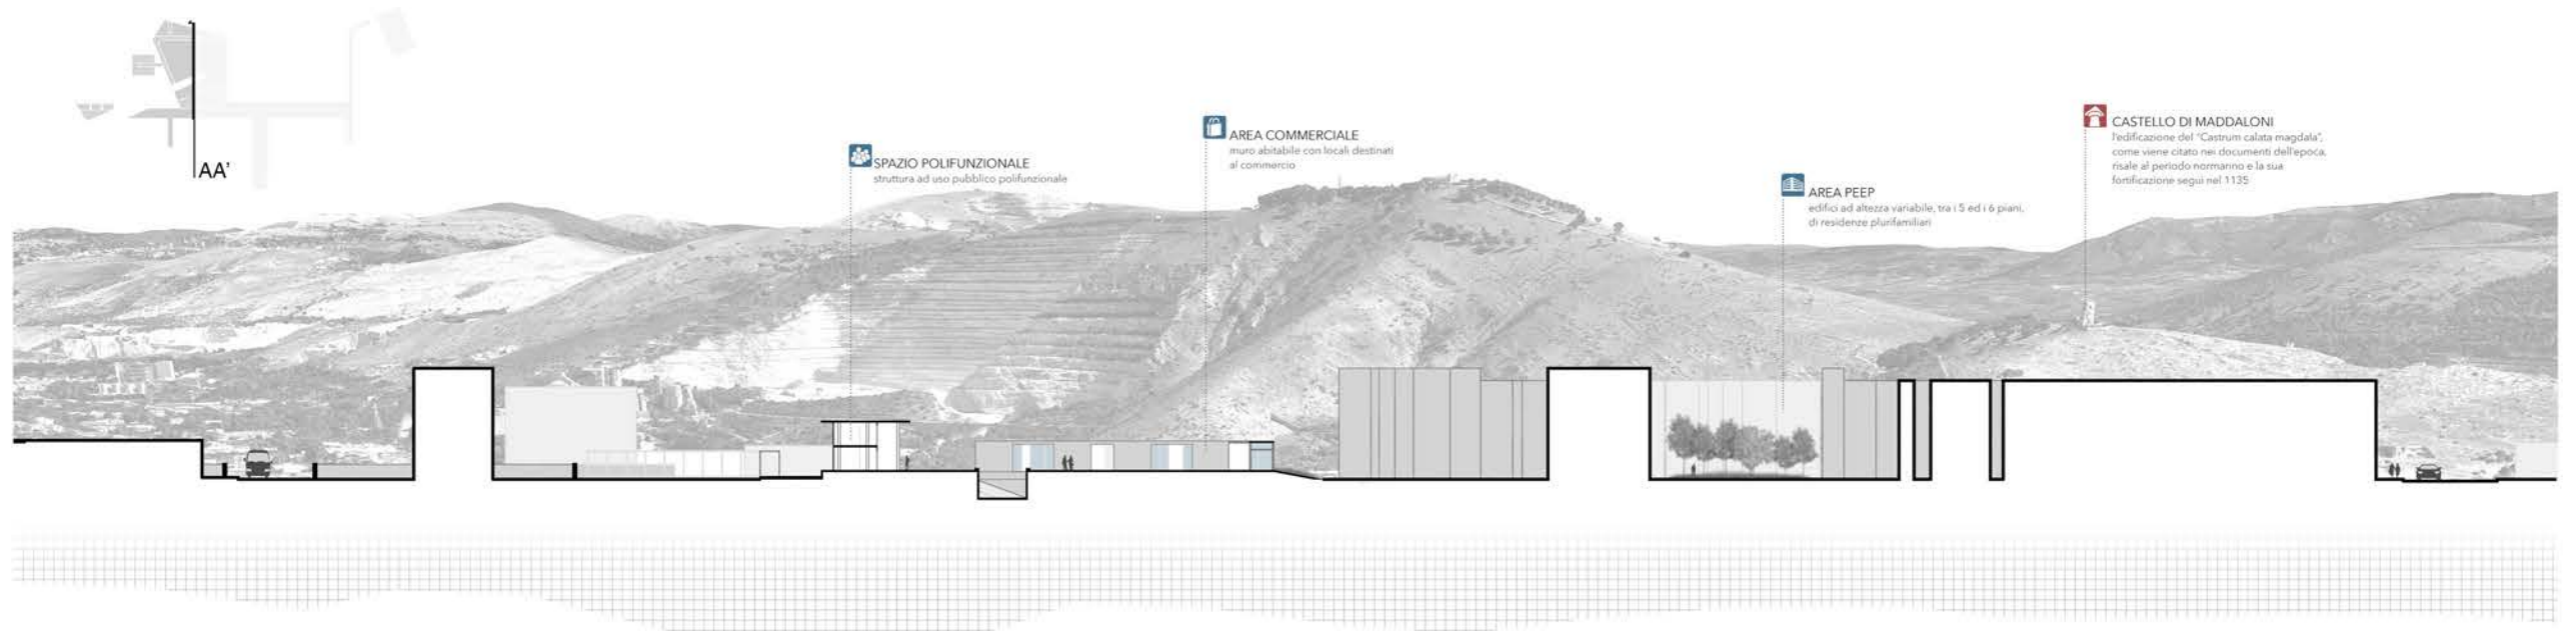 AA'
SPAZIO POLIFUNZIONALE
struttura ad uso pubblico polifunzionale
AREA COMMERCIALE
muro abitabile con locali destinati
al commercio
AREA PEEP
edifici ad altezza variabile, tra i 5 ed i 6 piani,
di residenze plurifamiliari
CASTELLO DI MADDALONI
l'edificazione del "Castrum calata magdala",
come viene citato nei documenti dell'epoca,
risale al periodo normanno e la sua
fortificazione seguì nel 1135